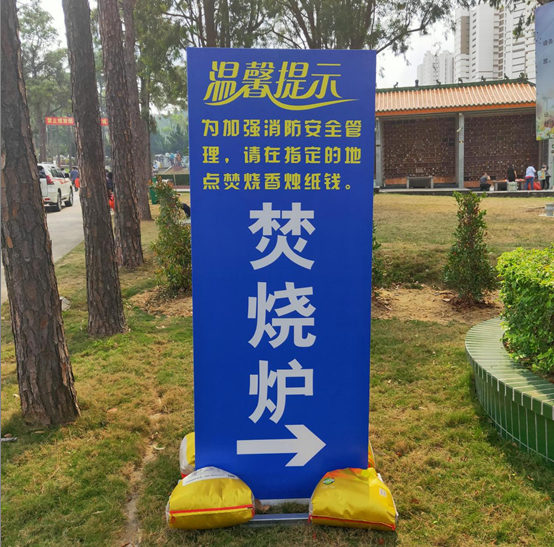 温馨提示
为加强消防安全管
理，请在指定的地
点焚烧香烛纸钱。
焚
烧
炉